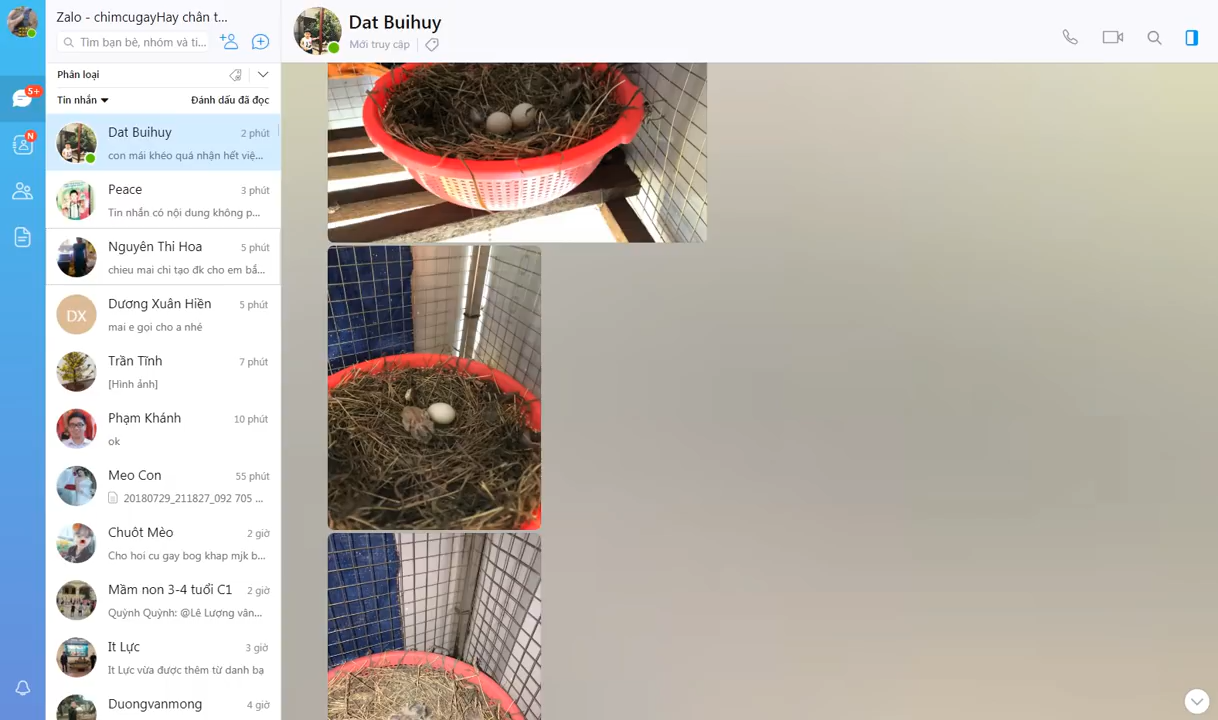 Zalo - chimcugayHay chân t...
Tìm bạn bè, nhóm và ti...
Phân loại
Tin nhắn
Đánh dấu đã đọc
5+
N
Dat Buihuy
2 phút
con mái khéo quá nhận hết việ...
Peace
3 phút
Tin nhắn có nội dung không p...
Nguyên Thi Hoa
5 phút
chieu mai chi tạo đk cho em bắ...
DX
Dương Xuân Hiền
5 phút
mai e gọi cho a nhé
Trần Tĩnh
7 phút
[Hình ảnh]
Phạm Khánh
10 phút
ok
Meo Con
55 phút
20180729_211827_092 705 ...
Chuôt Mèo
2 giờ
Cho hoi cu gay bog khap mjk b...
Mầm non 3-4 tuổi C1
2 giờ
Quỳnh Quỳnh: @Lê Lượng vân...
It Lực
3 giờ
It Lực vừa được thêm từ danh bạ
Duongvanmong
4 giờ
Dat Buihuy
Mới truy cập